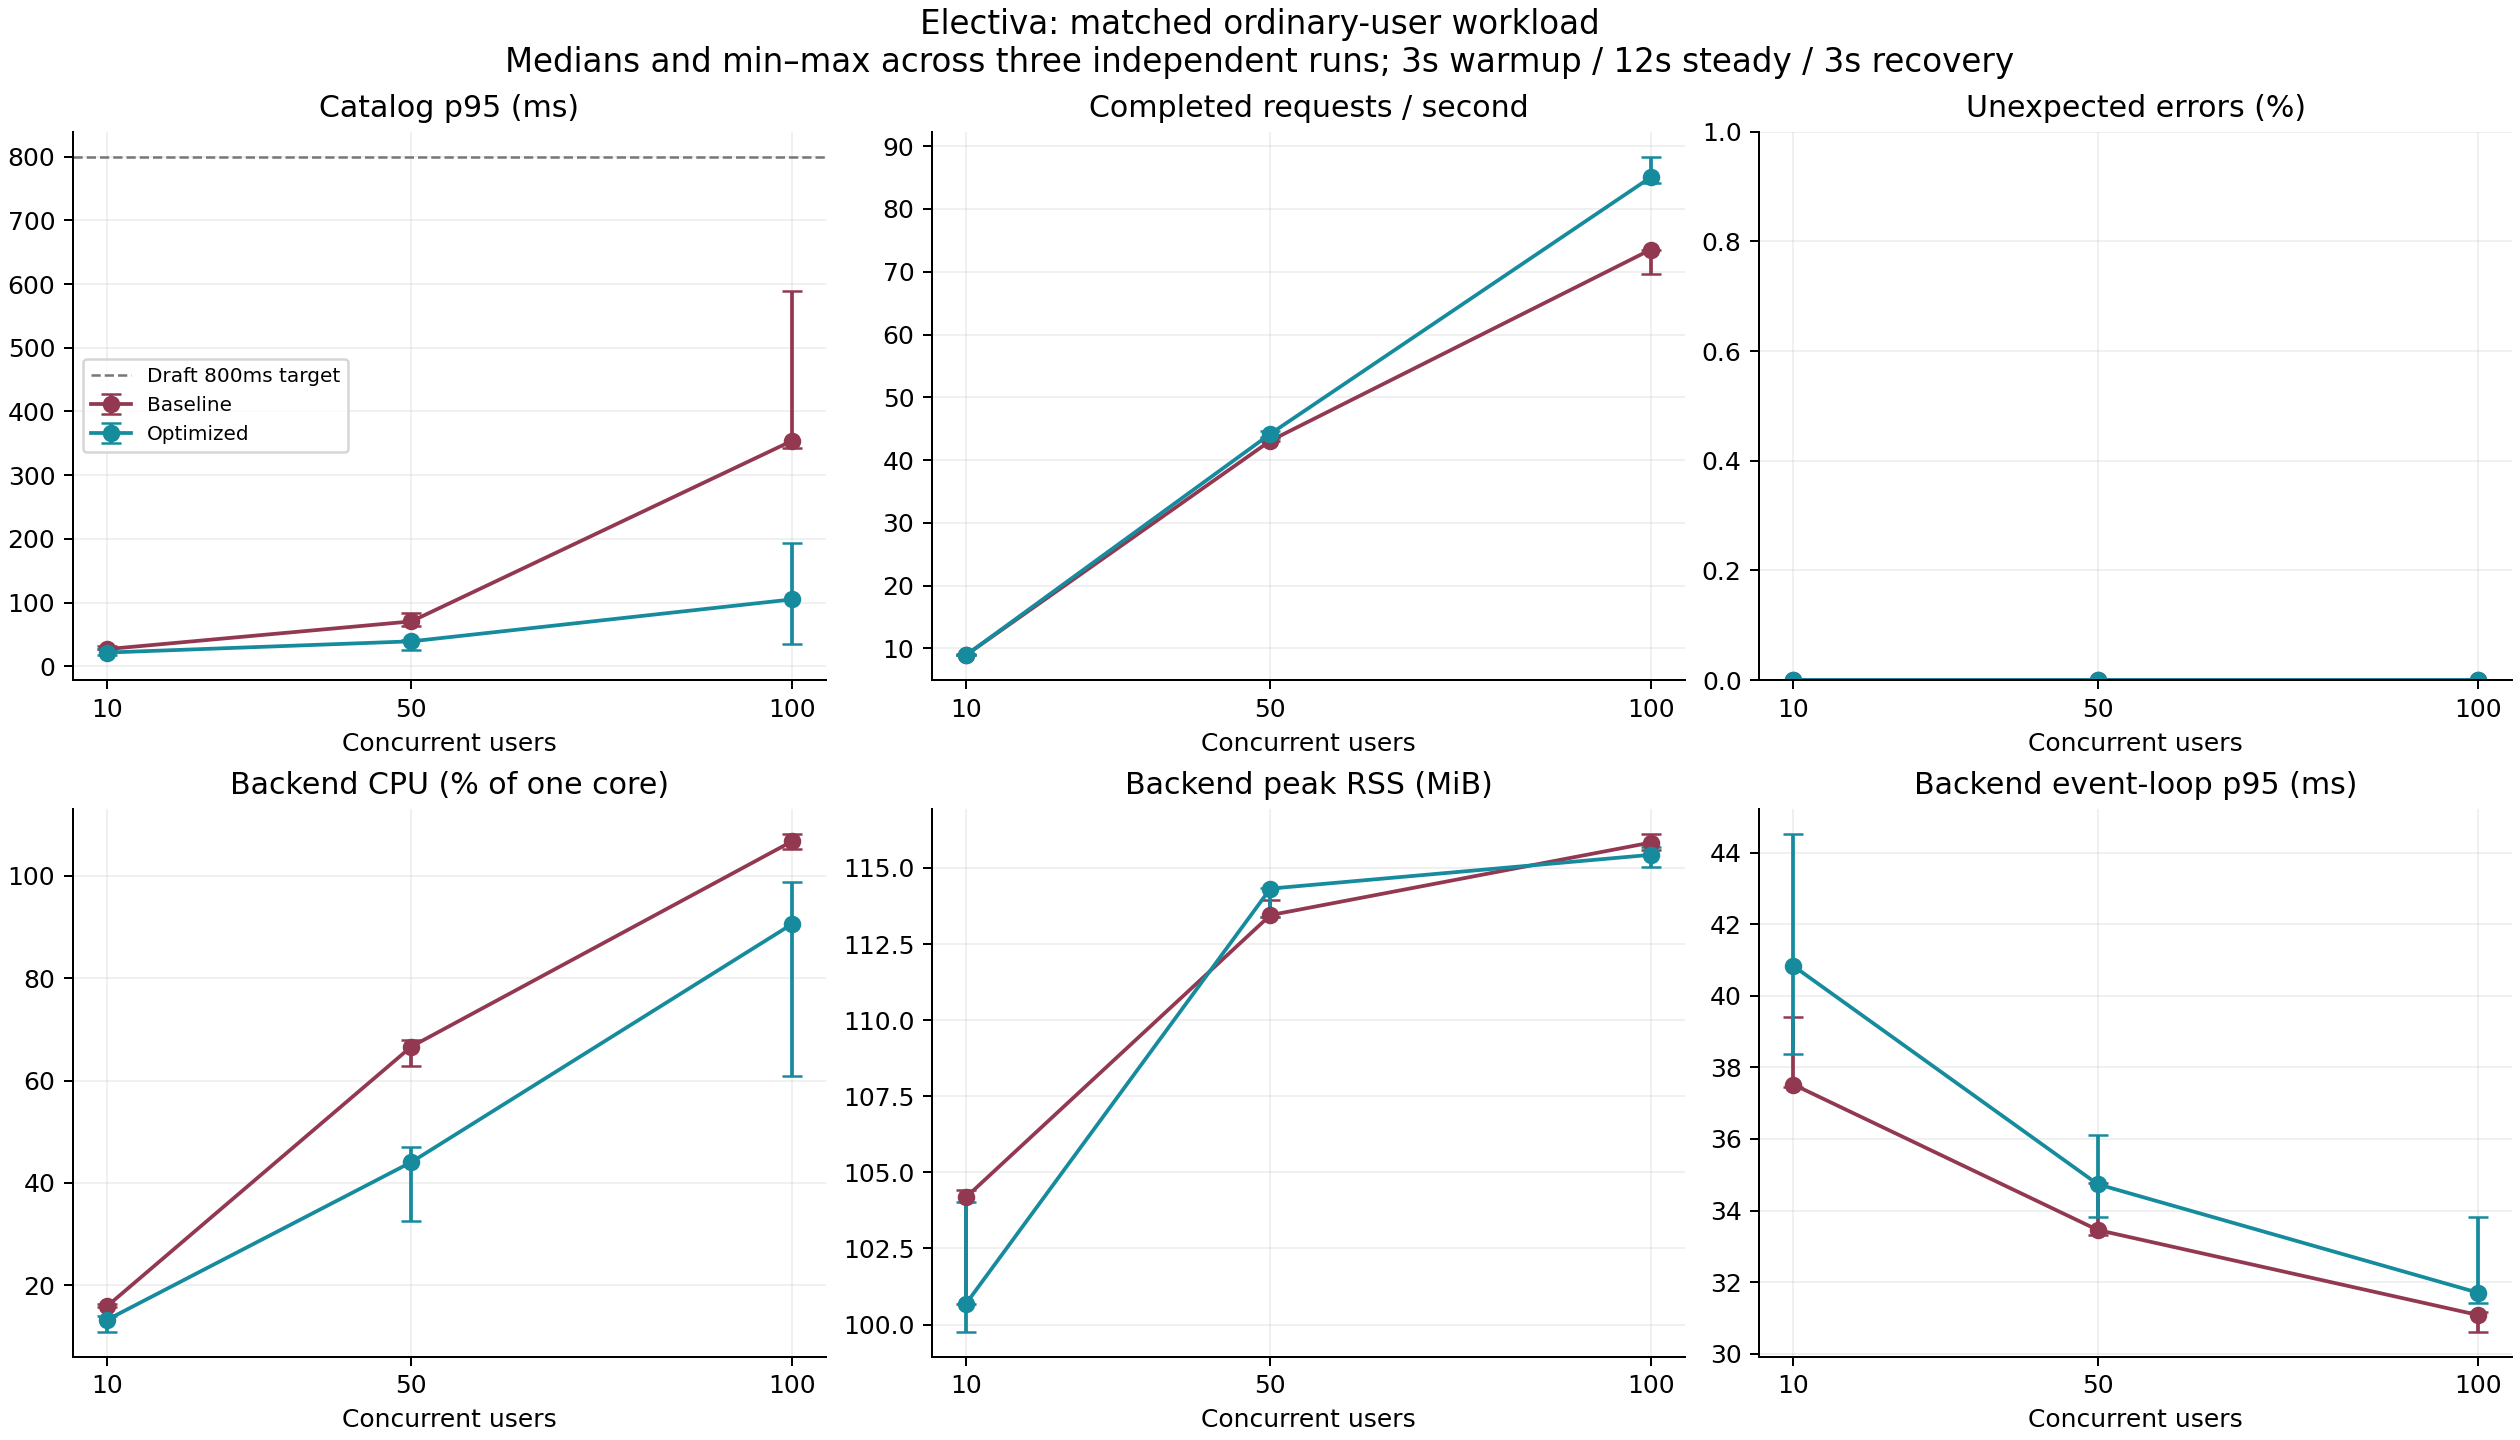 Electiva: matched ordinary-user workload
Medians and min–max across three independent runs; 3s warmup / 12s steady / 3s recovery
Catalog p95 (ms)
800
700
600
500
400
300
200
100
0
Draft 800ms target
Baseline
Optimized
10 50 100
Concurrent users
Completed requests / second
90
80
70
60
50
40
30
20
10
10 50 100
Concurrent users
Unexpected errors (%)
1.0
0.8
0.6
0.4
0.2
0.0
10 50 100
Concurrent users
Backend CPU (% of one core)
100
80
60
40
20
10 50 100
Concurrent users
Backend peak RSS (MiB)
115.0
112.5
110.0
107.5
105.0
102.5
100.0
10 50 100
Concurrent users
Backend event-loop p95 (ms)
44
42
40
38
36
34
32
30
10 50 100
Concurrent users